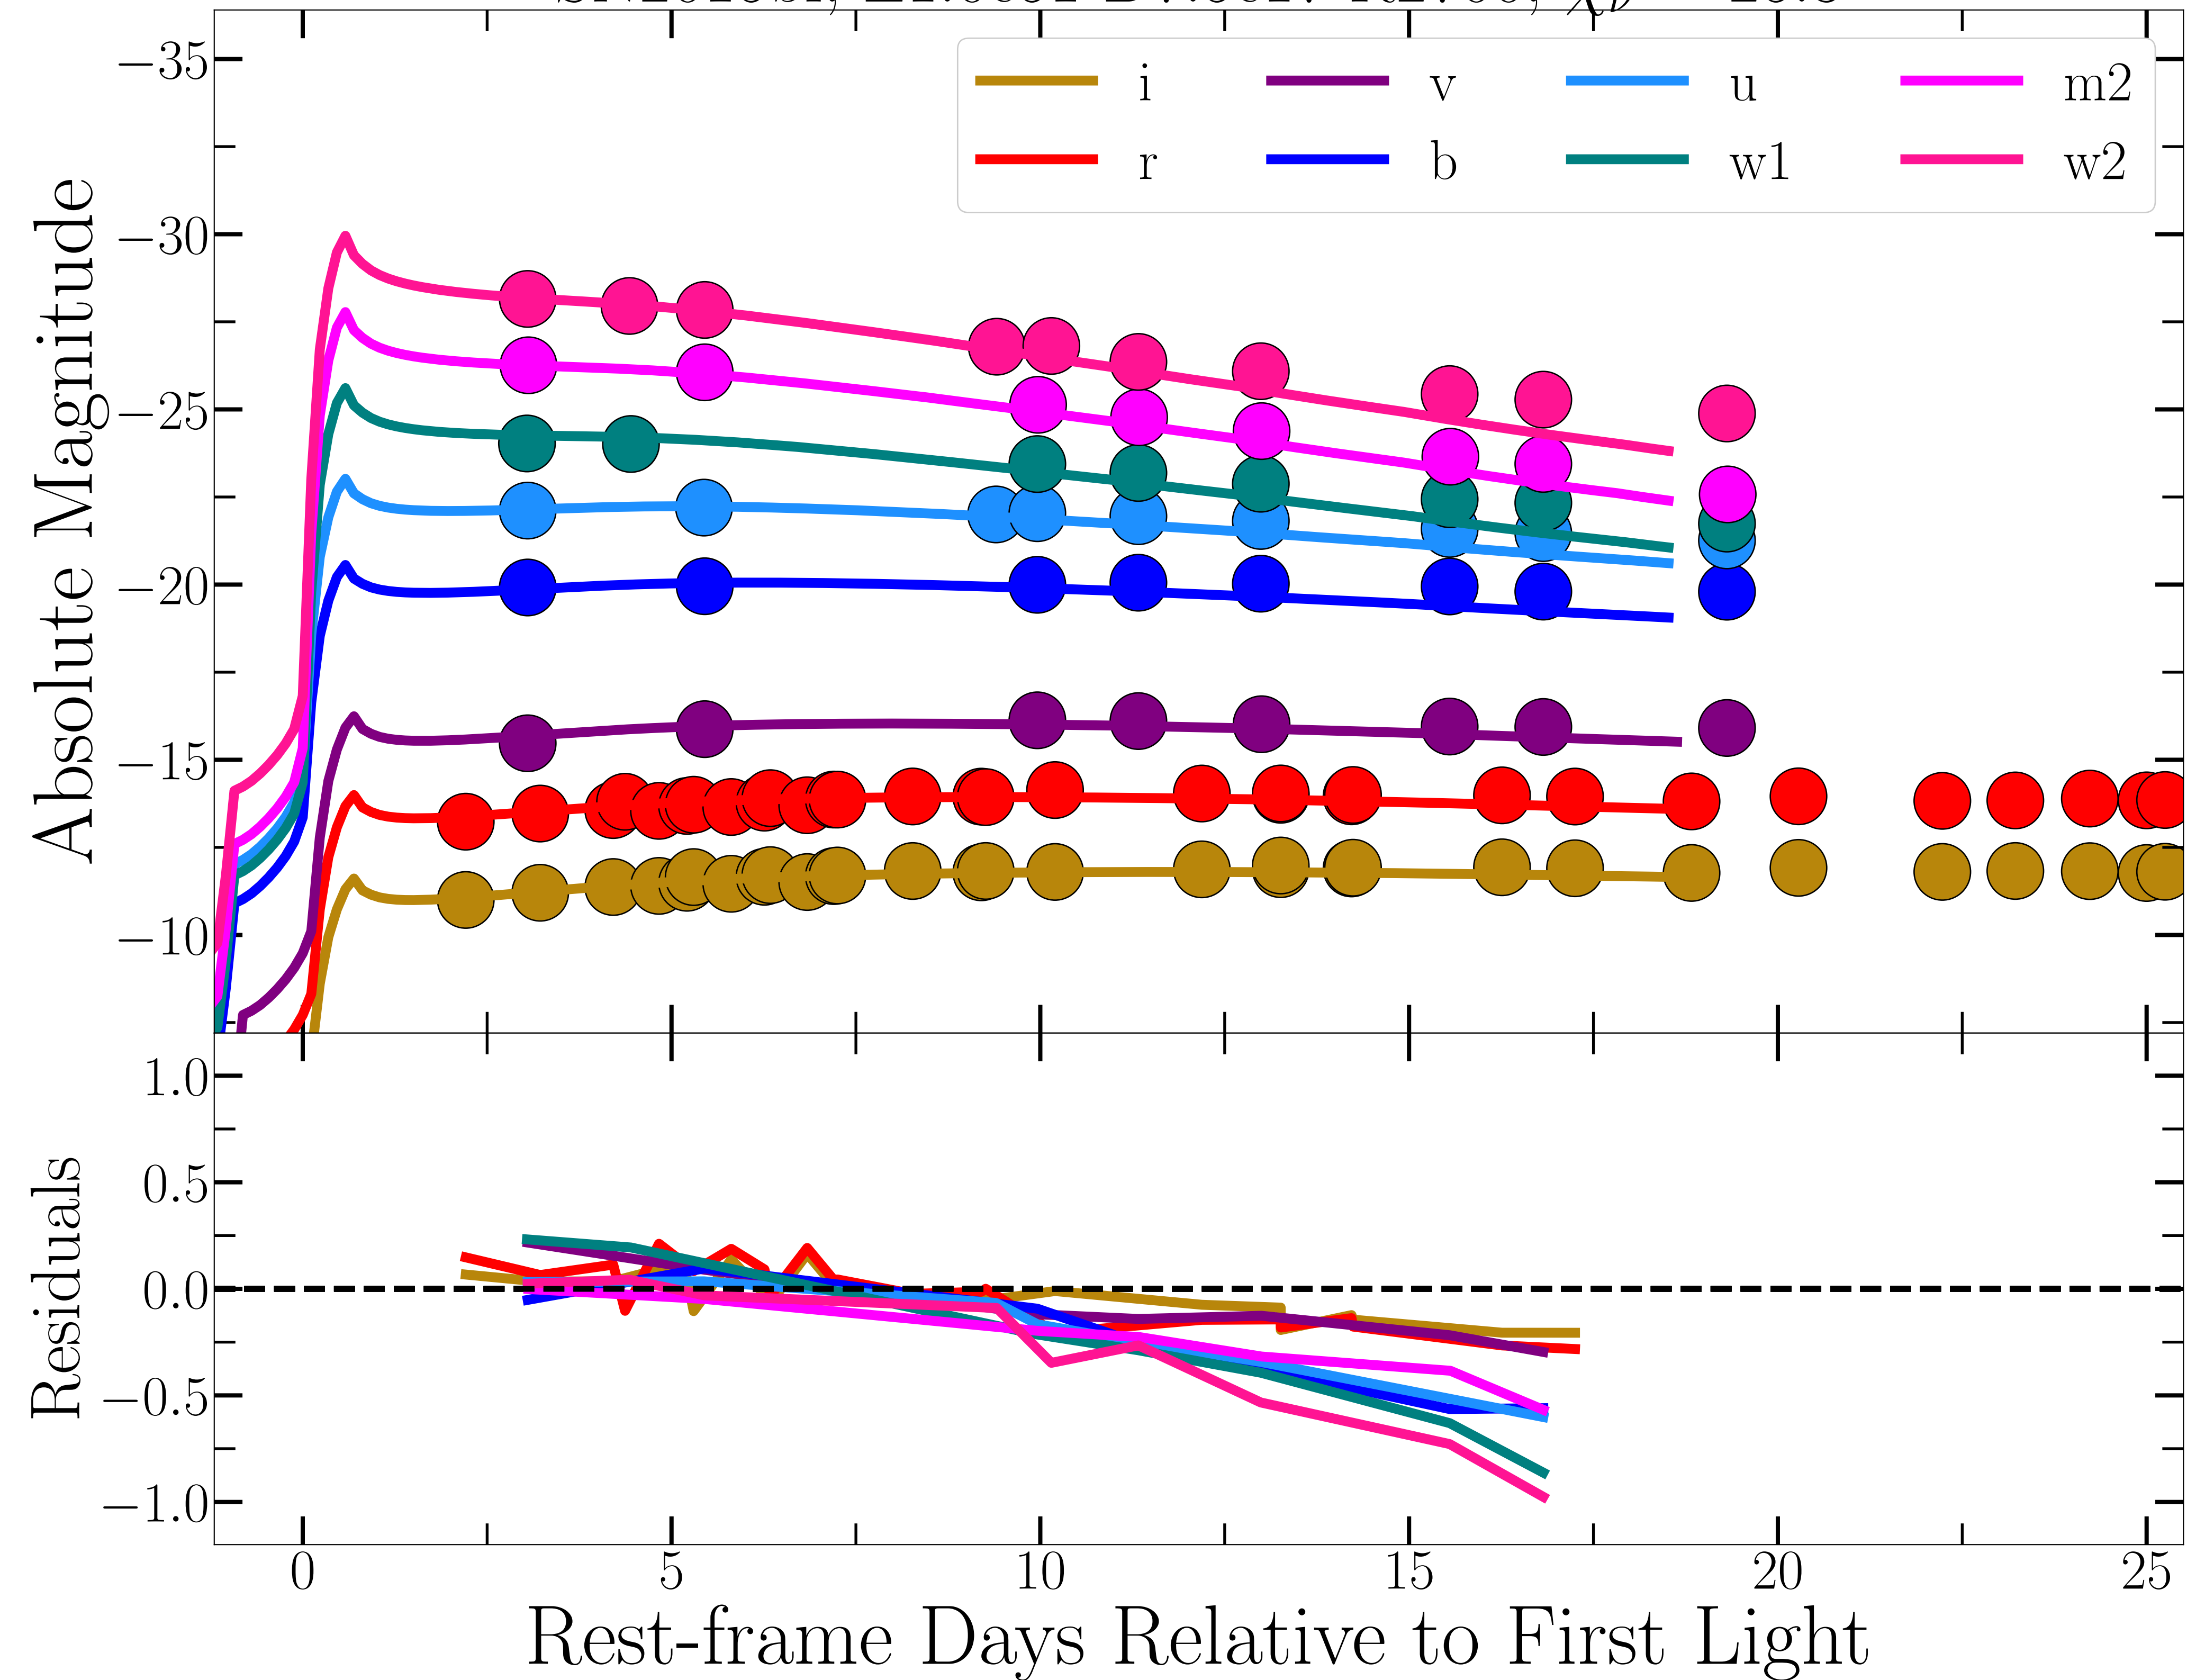 i v u m2
r b w1 w2
Absolute Magnitude
−35
−30
−25
−20
−15
−10
Residuals
1.0
0.5
0.0
−0.5
−1.0
0 5 10 15 20 25
Rest-frame Days Relative to First Light